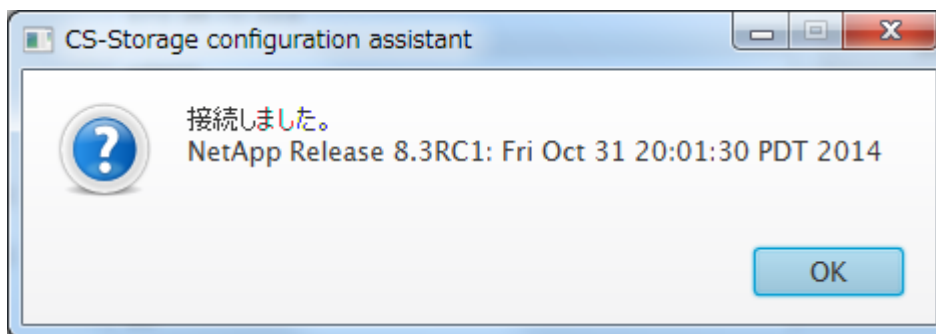 CS-Storage configuration assistant
接続しました。
NetApp Release 8.3RC1: Fri Oct 31 20:01:30 PDT 2014
OK